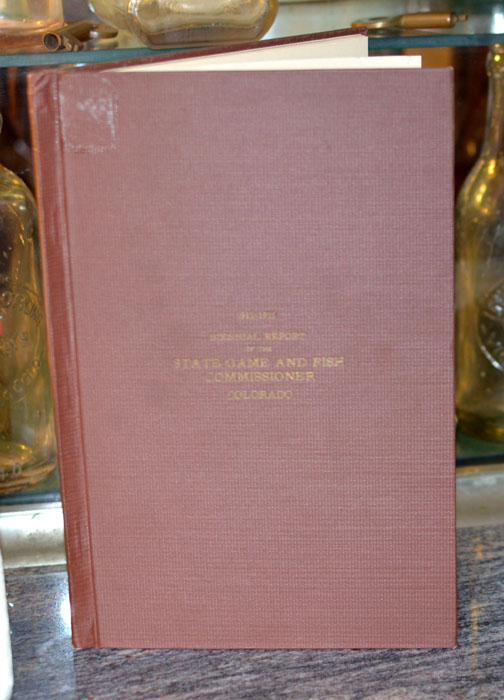 BIENNIAL REPORT
OF THE
STATE GAME AND FISH
COMMISSIONER
COLORADO